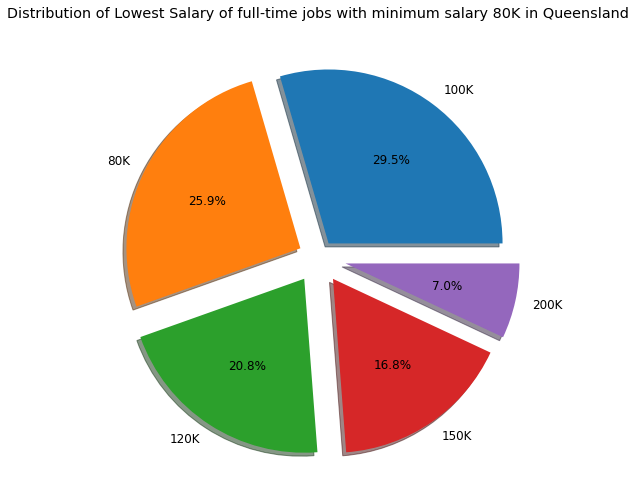 Distribution of Lowest Salary of full-time jobs with minimum salary 80K in Queensland
100K
29.5%
80K
25.9%
7.0%
200K
20.8%
16.8%
120K
150K